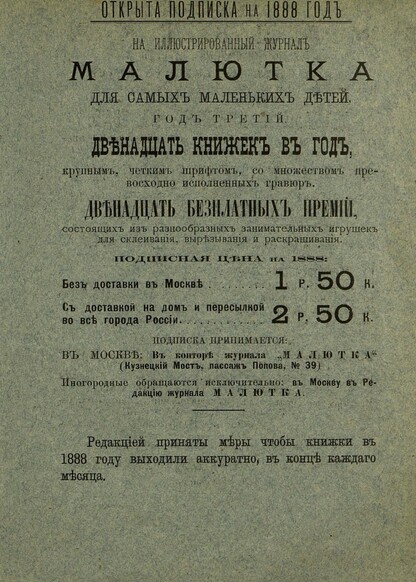 ОТКРЫТА ПОДПИСКА НА 1888 ГОДЪ
НА ИЛЛЮСТРИРОВАННЫЙ ЖУРНАЛЪ
МАЛЮТКА
ДЛЯ САМЫХЪ МАЛЕНЬКИХЪ ДѢТЕЙ.
ГОДЪ ТРЕТІЙ.
ДВѢНАДЦАТЬ КНИЖЕКЪ ВЪ ГОДЪ,
крупнымъ, четкимъ шрифтомъ, со множествомъ пре-
восходно исполненныхъ гравюръ.
ДВѢНАДЦАТЬ БЕЗПЛАТНЫХЪ ПРЕМІЙ,
состоящихъ изъ разнообразныхъ занимательныхъ игрушекъ
для склеиванія, вырѣзыванія и раскрашиванія.
ПОДПИСНАЯ ЦѢНА НА 1888:
Безъ доставки въ Москвѣ . . . . . . . 1 Р. 50 К.
Съ доставкой на домъ и пересылкой
во всѣ города Россіи. . . . . . . . . . 2 Р. 50 К.
ПОДПИСКА ПРИНИМАЕТСЯ:
ВЪ МОСКВѢ: Въ конторѣ журнала „МАЛЮТКА“
(Кузнецкій Мостъ, пассажъ Попова, № 39)
Иногородные обращаются исключительно: въ Москву въ Ре-
дакцію журнала МАЛЮТКА.
Редакціей приняты мѣры чтобы книжки въ
1888 году выходили аккуратно, въ концѣ каждаго
мѣсяца.